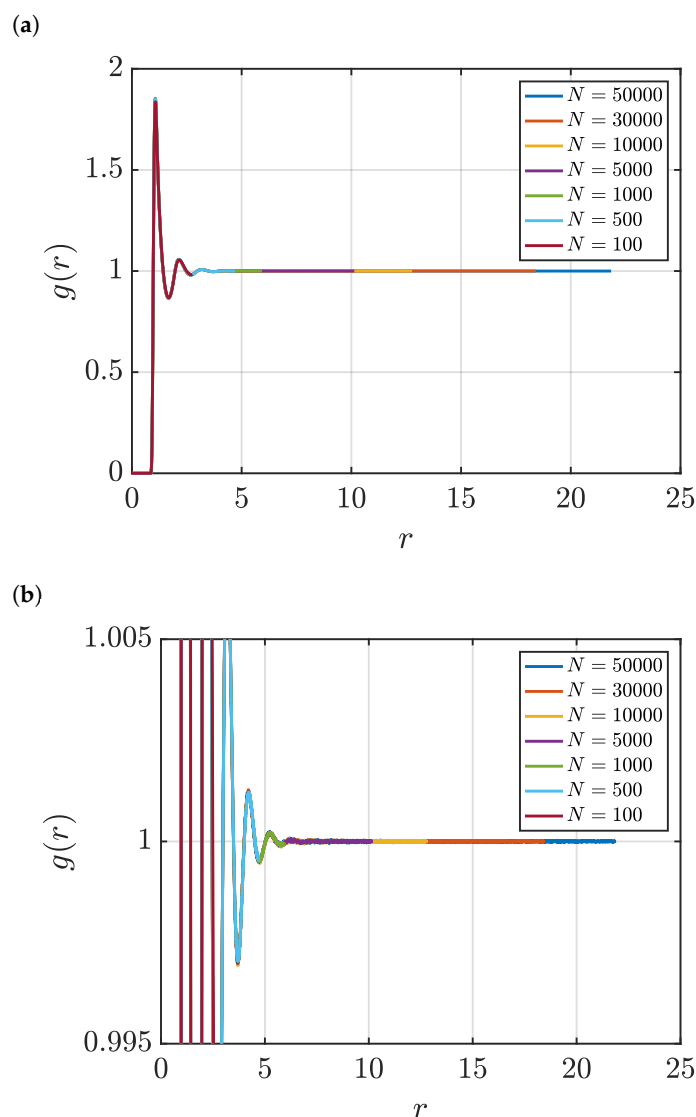 (a)
2
1.5
1
0.5
0
g(r)
0 5 10 15 20 25
r
N = 50000
N = 30000
N = 10000
N = 5000
N = 1000
N = 500
N = 100
(b)
1.005
1
0.995
g(r)
0 5 10 15 20 25
r
N = 50000
N = 30000
N = 10000
N = 5000
N = 1000
N = 500
N = 100